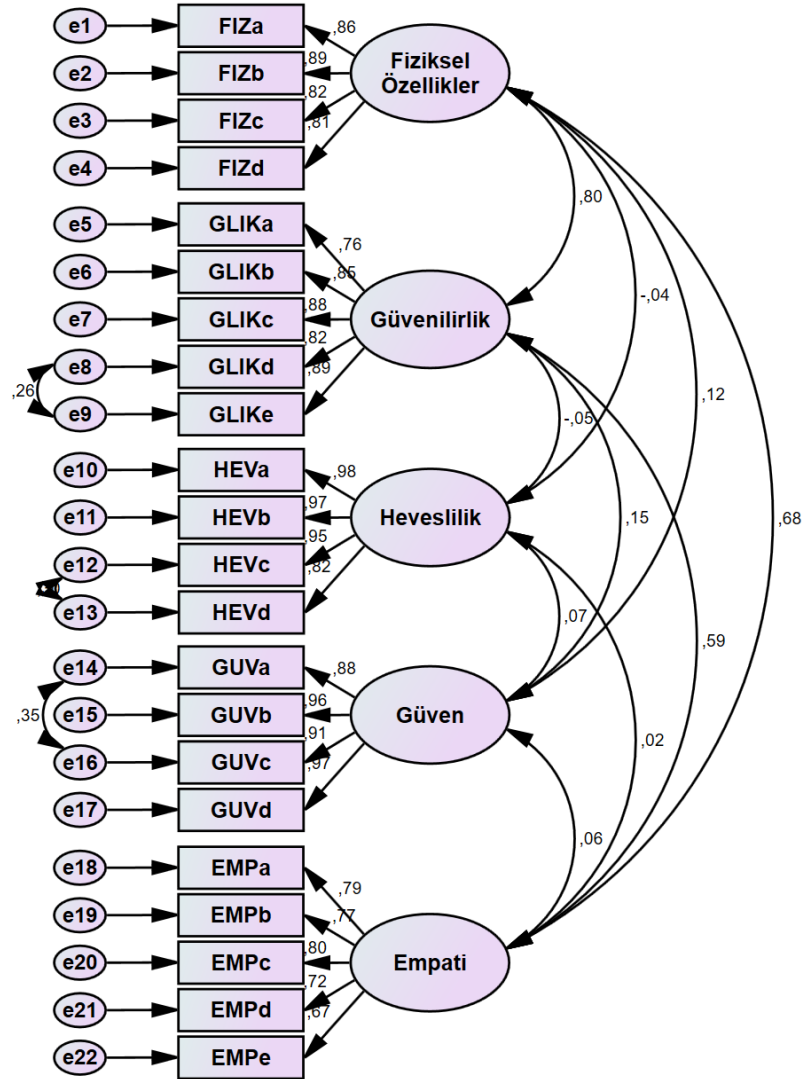 e1 FIZa ,86
e2 FIZb ,89
Fiziksel
Özellikler
e3 FIZc ,82
e4 FIZd ,81
,80
e5 GLIKa ,76
e6 GLIKb ,85
e7 GLIKc ,88
Güvenilirlik
-,04
e8 GLIKd ,82
,26
e9 GLIKe ,89
,12
-,05
e10 HEVa ,98
e11 HEVb ,97
Heveslilik
,15
,68
e12 HEVc ,95
e13 HEVd ,82
,07
,59
e14 GUVa ,88
,35
e15 GUVb ,96
Güven
e16 GUVc ,91
,02
e17 GUVd ,97
,06
e18 EMPa ,79
e19 EMPb ,77
e20 EMPc ,80
Empati
e21 EMPd ,72
e22 EMPe ,67